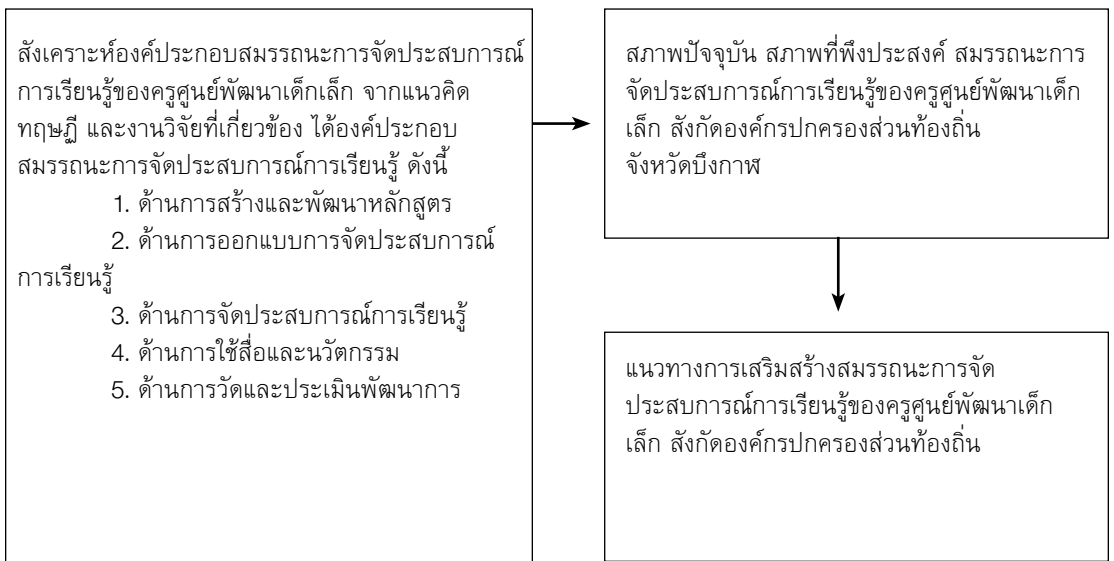 สังเคราะห์องค์ประกอบสมรรถนะการจัดประสบการณ์
การเรียนรู้ของครูศูนย์พัฒนาเด็กเล็ก จากแนวคิด
ทฤษฎี และงานวิจัยที่เกี่ยวข้อง ได้องค์ประกอบ
สมรรถนะการจัดประสบการณ์การเรียนรู้ ดังนี้
1. ด้านการสร้างและพัฒนาหลักสูตร
2. ด้านการออกแบบการจัดประสบการณ์
การเรียนรู้
3. ด้านการจัดประสบการณ์การเรียนรู้
4. ด้านการใช้สื่อและนวัตกรรม
5. ด้านการวัดและประเมินพัฒนาการ
สภาพปัจจุบัน สภาพที่พึงประสงค์ สมรรถนะการ
จัดประสบการณ์การเรียนรู้ของครูศูนย์พัฒนาเด็ก
เล็ก สังกัดองค์กรปกครองส่วนท้องถิ่น
จังหวัดบึงกาฬ
แนวทางการเสริมสร้างสมรรถนะการจัด
ประสบการณ์การเรียนรู้ของครูศูนย์พัฒนาเด็ก
เล็ก สังกัดองค์กรปกครองส่วนท้องถิ่น